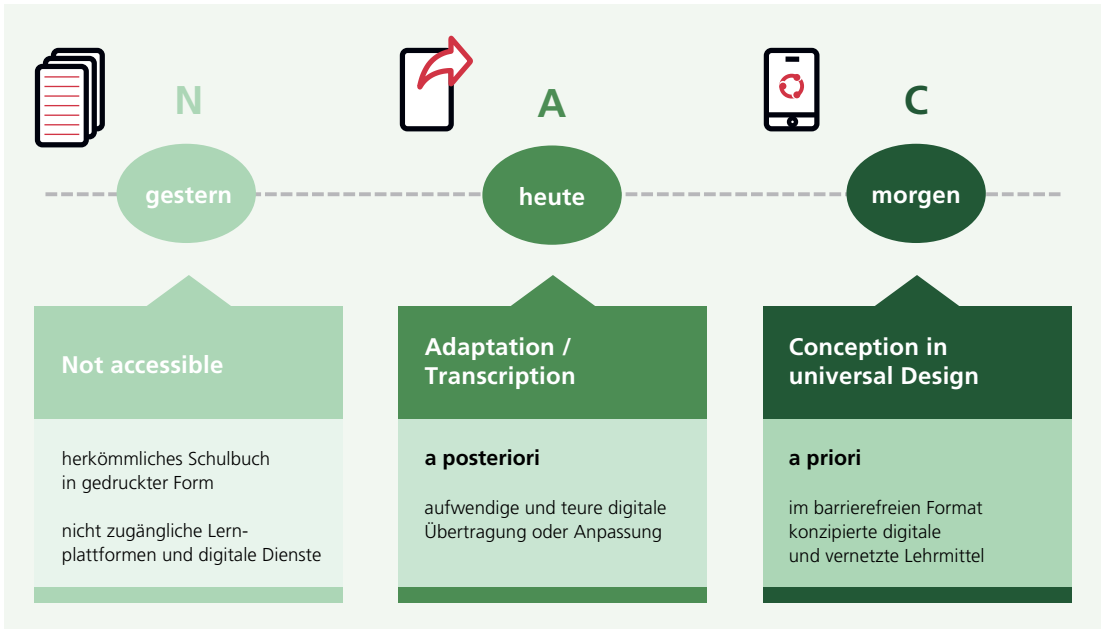 N
gestern
Not accessible
herkömmliches Schulbuch
in gedruckter Form
nicht zugängliche Lern-
plattformen und digitale Dienste
A
heute
Adaptation /
Transcription
a posteriori
aufwendige und teure digitale
Übertragung oder Anpassung
C
morgen
Conception in
universal Design
a priori
im barrierefreien Format
konzipierte digitale
und vernetzte Lehrmittel